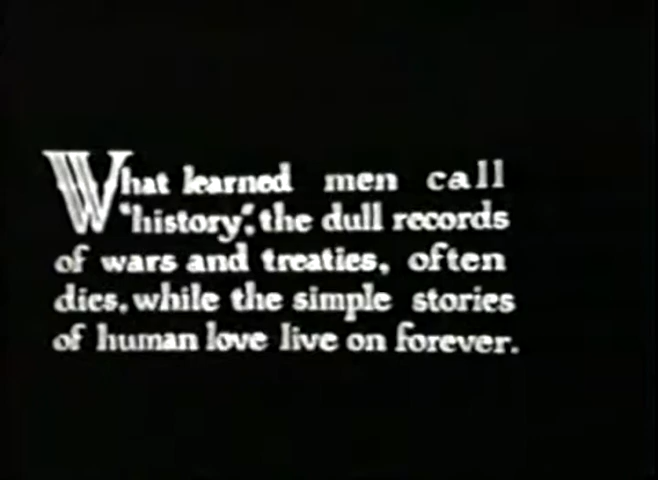 What learned men call
"history", the dull records
of wars and treaties, often
dies, while the simple stories
of human love live on forever.